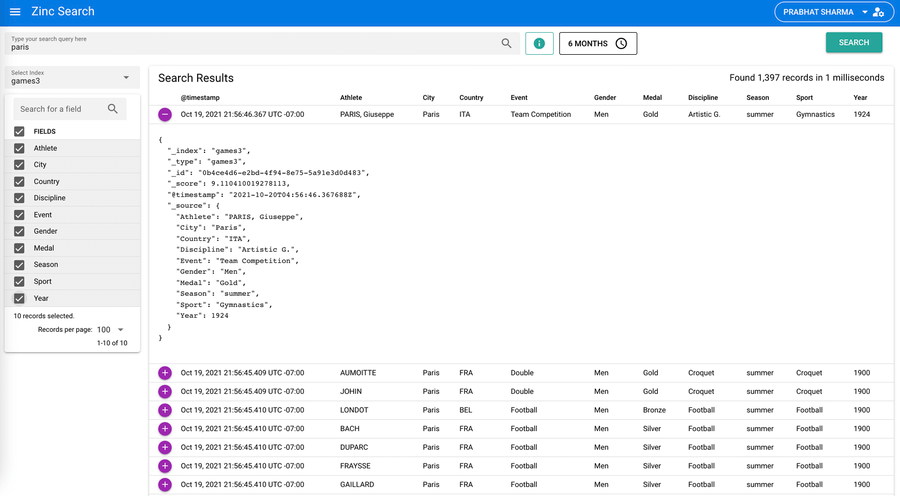 Zinc Search
PRABHAT SHARMA
Type your search query here
paris
6 MONTHS
SEARCH
Select Index
games3
Search for a field
FIELDS
Athlete
City
Country
Discipline
Event
Gender
Medal
Season
Sport
Year
10 records selected.
Records per page: 100
1-10 of 10
Search Results
Found 1,397 records in 1 milliseconds
@timestamp Athlete City Country Event Gender Medal Discipline Season Sport Year
Oct 19, 2021 21:56:46.367 UTC -07:00 PARIS, Giuseppe Paris ITA Team Competition Men Gold Artistic G. summer Gymnastics 1924
{
"_index": "games3",
"_type": "games3",
"_id": "0b4ce4d6-e2bd-4f94-8e75-5a91e3d0d483",
"_score": 9.110410019278113,
"@timestamp": "2021-10-20T04:56:46.367688Z",
"_source": {
"Athlete": "PARIS, Giuseppe",
"City": "Paris",
"Country": "ITA",
"Discipline": "Artistic G.",
"Event": "Team Competition",
"Gender": "Men",
"Medal": "Gold",
"Season": "summer",
"Sport": "Gymnastics",
"Year": 1924
}
}
Oct 19, 2021 21:56:45.409 UTC -07:00 AUMOITTE Paris FRA Double Men Gold Croquet summer Croquet 1900
Oct 19, 2021 21:56:45.409 UTC -07:00 JOHIN Paris FRA Double Men Gold Croquet summer Croquet 1900
Oct 19, 2021 21:56:45.410 UTC -07:00 LONDOT Paris BEL Football Men Bronze Football summer Football 1900
Oct 19, 2021 21:56:45.410 UTC -07:00 BACH Paris FRA Football Men Silver Football summer Football 1900
Oct 19, 2021 21:56:45.410 UTC -07:00 DUPARC Paris FRA Football Men Silver Football summer Football 1900
Oct 19, 2021 21:56:45.410 UTC -07:00 FRAYSSE Paris FRA Football Men Silver Football summer Football 1900
Oct 19, 2021 21:56:45.410 UTC -07:00 GAILLARD Paris FRA Football Men Silver Football summer Football 1900